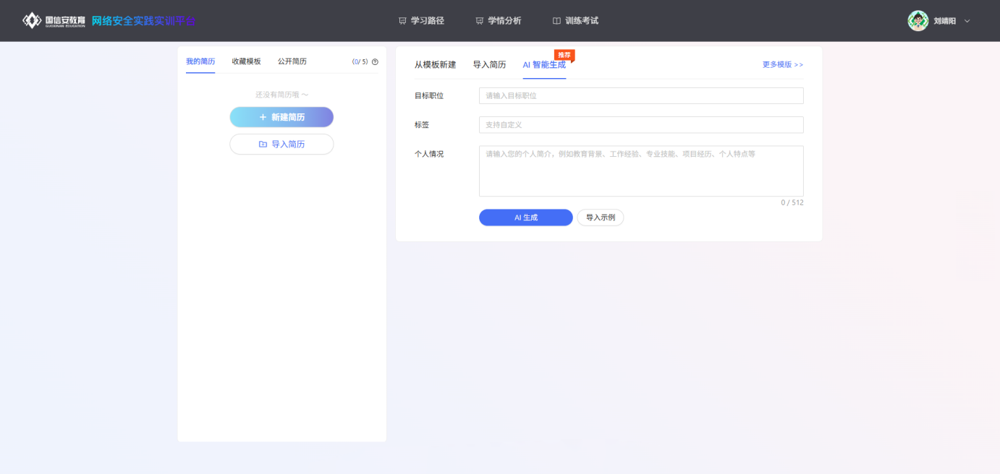 国信安教育
GUOXINAN EDUCATION
网络安全实践实训平台
学习路径
学情分析
训练考试
刘靖阳
我的简历
收藏模板
公开简历
(0/ 5)
还没有简历哦 ～
新建简历
导入简历
从模板新建
导入简历
AI 智能生成
推荐
更多模版 >>
目标职位
请输入目标职位
标签
支持自定义
个人情况
请输入您的个人简介，例如教育背景、工作经验、专业技能、项目经历、个人特点等
0 / 512
AI 生成
导入示例